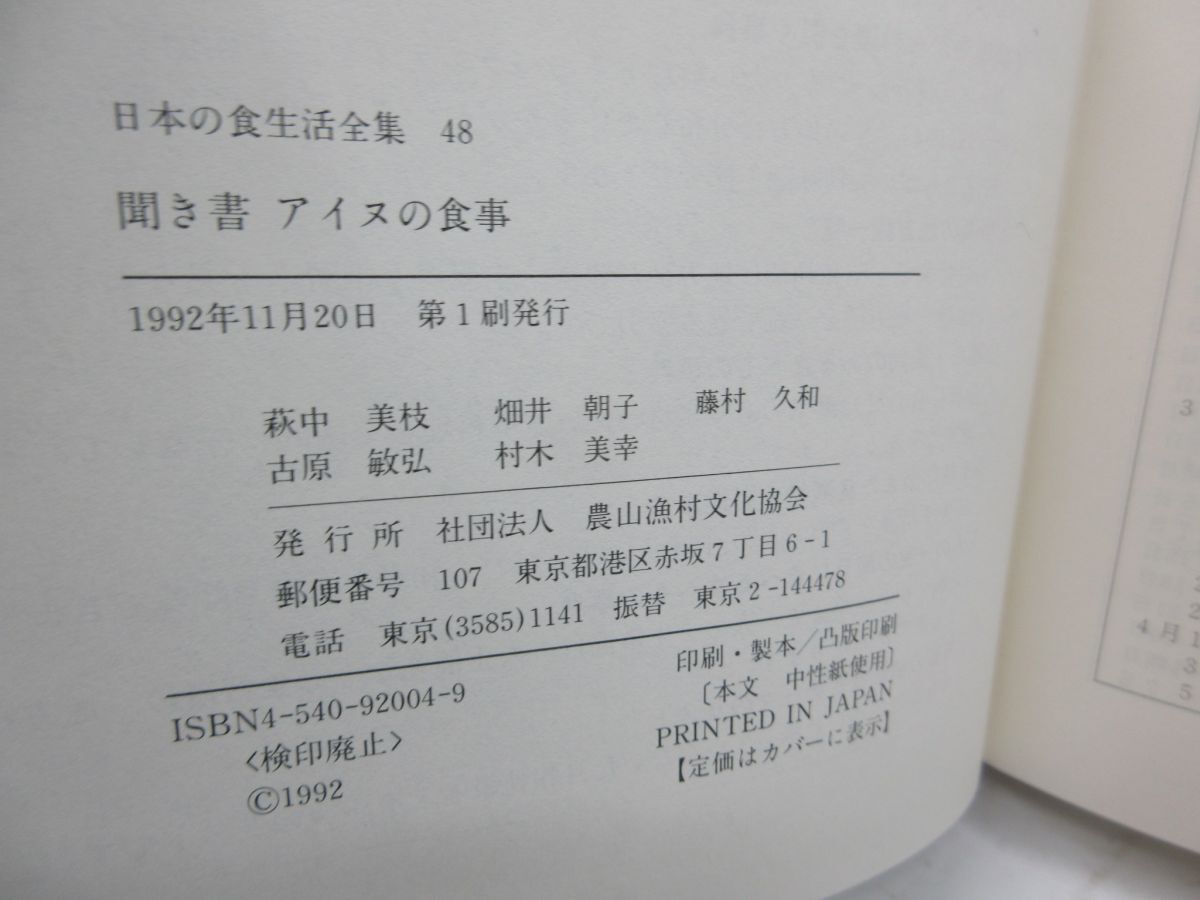 日本の食生活全集 48
聞き書 アイヌの食事
1992年11月20日 第1刷発行
萩中 美枝 畑井 朝子 藤村 久和
古原 敏弘 村木 美幸
発行所 社団法人 農山漁村文化協会
郵便番号 107 東京都港区赤坂7丁目6-1
電話 東京(3585)1141 振替 東京2-144478
ISBN4-540-92004-9
〈検印廃止〉
©1992
印刷・製本/凸版印刷
〔本文 中性紙使用〕
PRINTED IN JAPAN
【定価はカバーに表示】
3
2
4月1
3
5